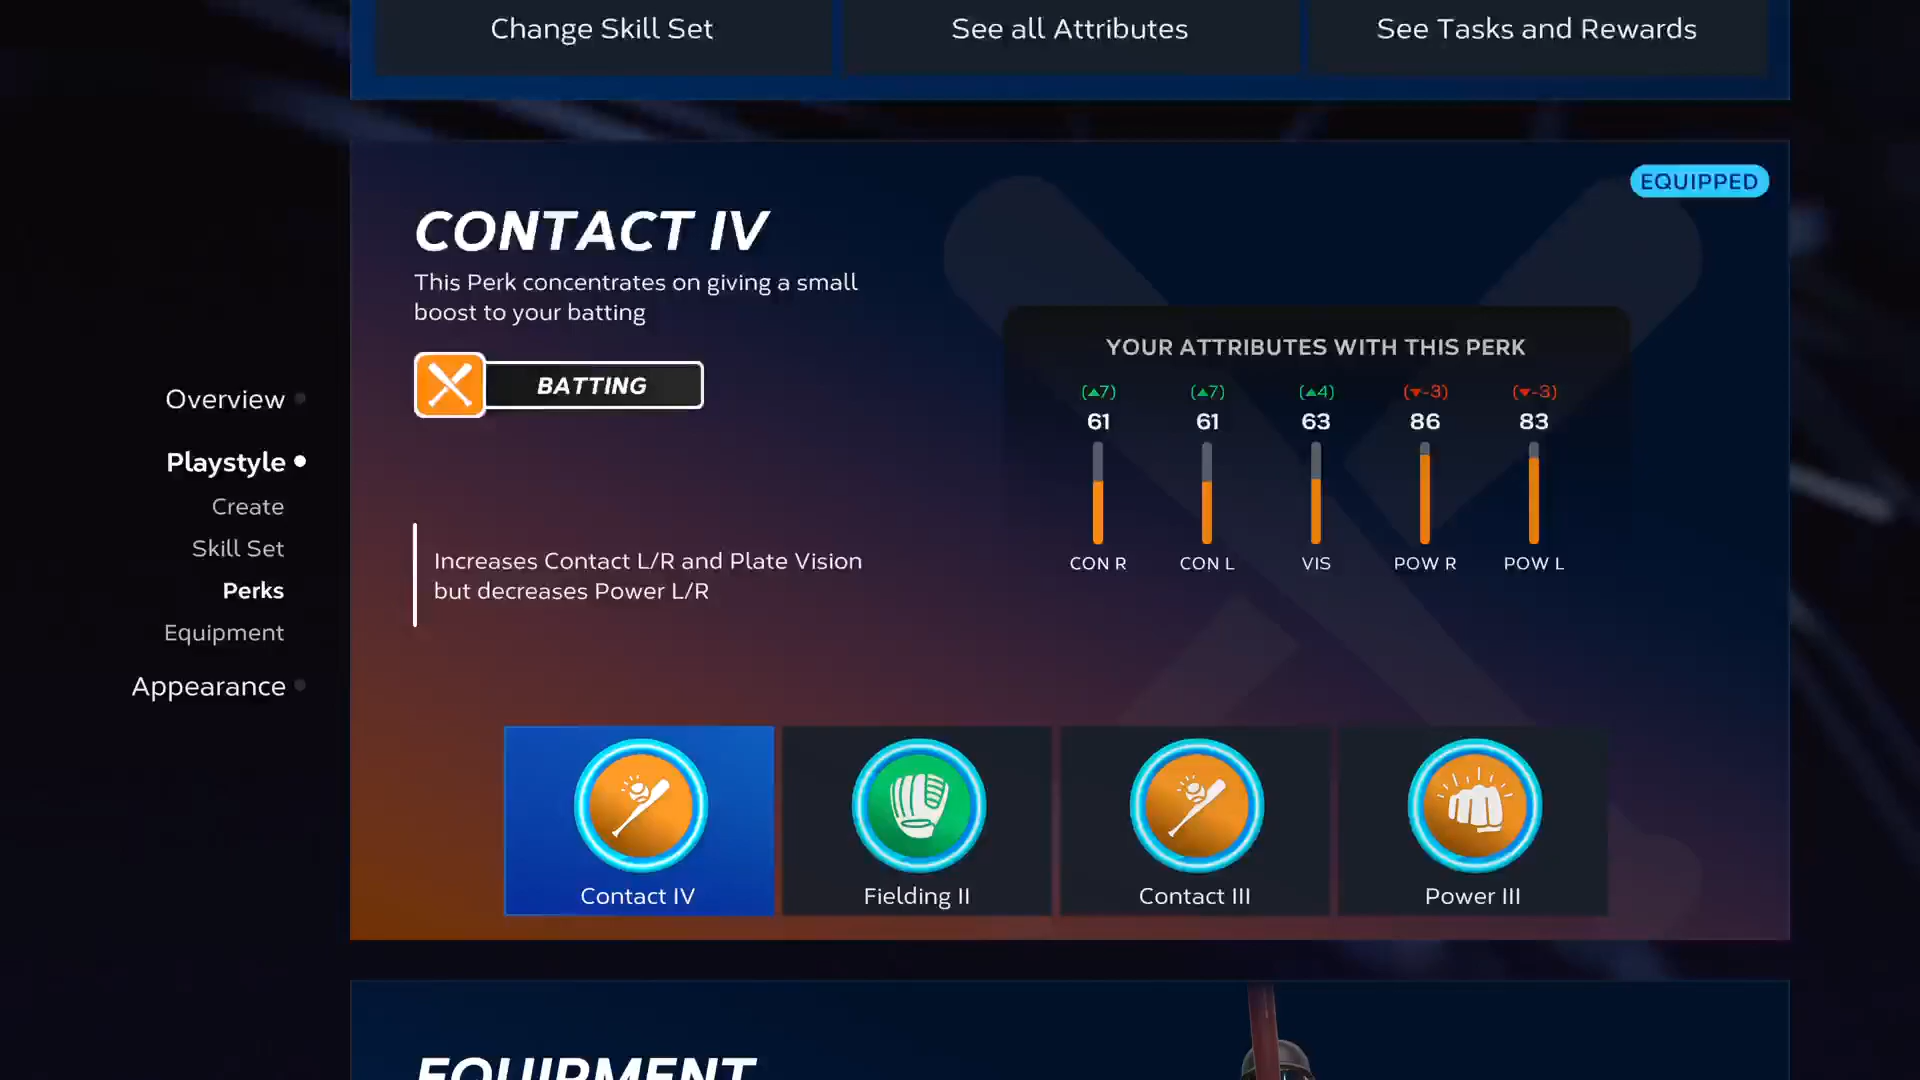 Change Skill Set
See all Attributes
See Tasks and Rewards
EQUIPPED
CONTACT IV
This Perk concentrates on giving a small
boost to your batting
BATTING
Increases Contact L/R and Plate Vision
but decreases Power L/R
YOUR ATTRIBUTES WITH THIS PERK
(▲7) (▲7) (▲4) (▼-3) (▼-3)
61 61 63 86 83
CON R CON L VIS POW R POW L
Overview
Playstyle
Create
Skill Set
Perks
Equipment
Appearance
Contact IV
Fielding II
Contact III
Power III
EQUIPMENT